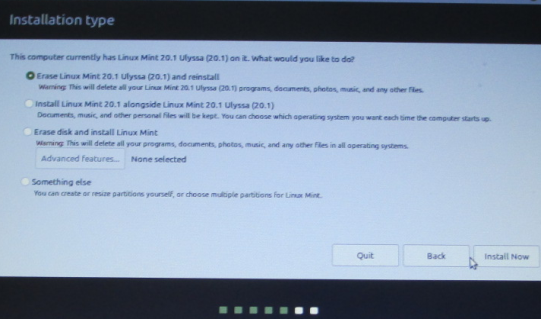 Installation type
This computer currently has Linux Mint 20.1 Ulyssa (20.1) on it. What would you like to do?
Erase Linux Mint 20.1 Ulyssa (20.1) and reinstall
Warning: This will delete all your Linux Mint 20.1 Ulyssa (20.1) programs, documents, photos, music, and any other files.
Install Linux Mint 20.1 alongside Linux Mint 20.1 Ulyssa (20.1)
Documents, music, and other personal files will be kept. You can choose which operating system you want each time the computer starts up.
Erase disk and install Linux Mint
Warning: This will delete all your programs, documents, photos, music, and any other files in all operating systems.
Advanced features... None selected
Something else
You can create or resize partitions yourself, or choose multiple partitions for Linux Mint.
Quit Back Install Now